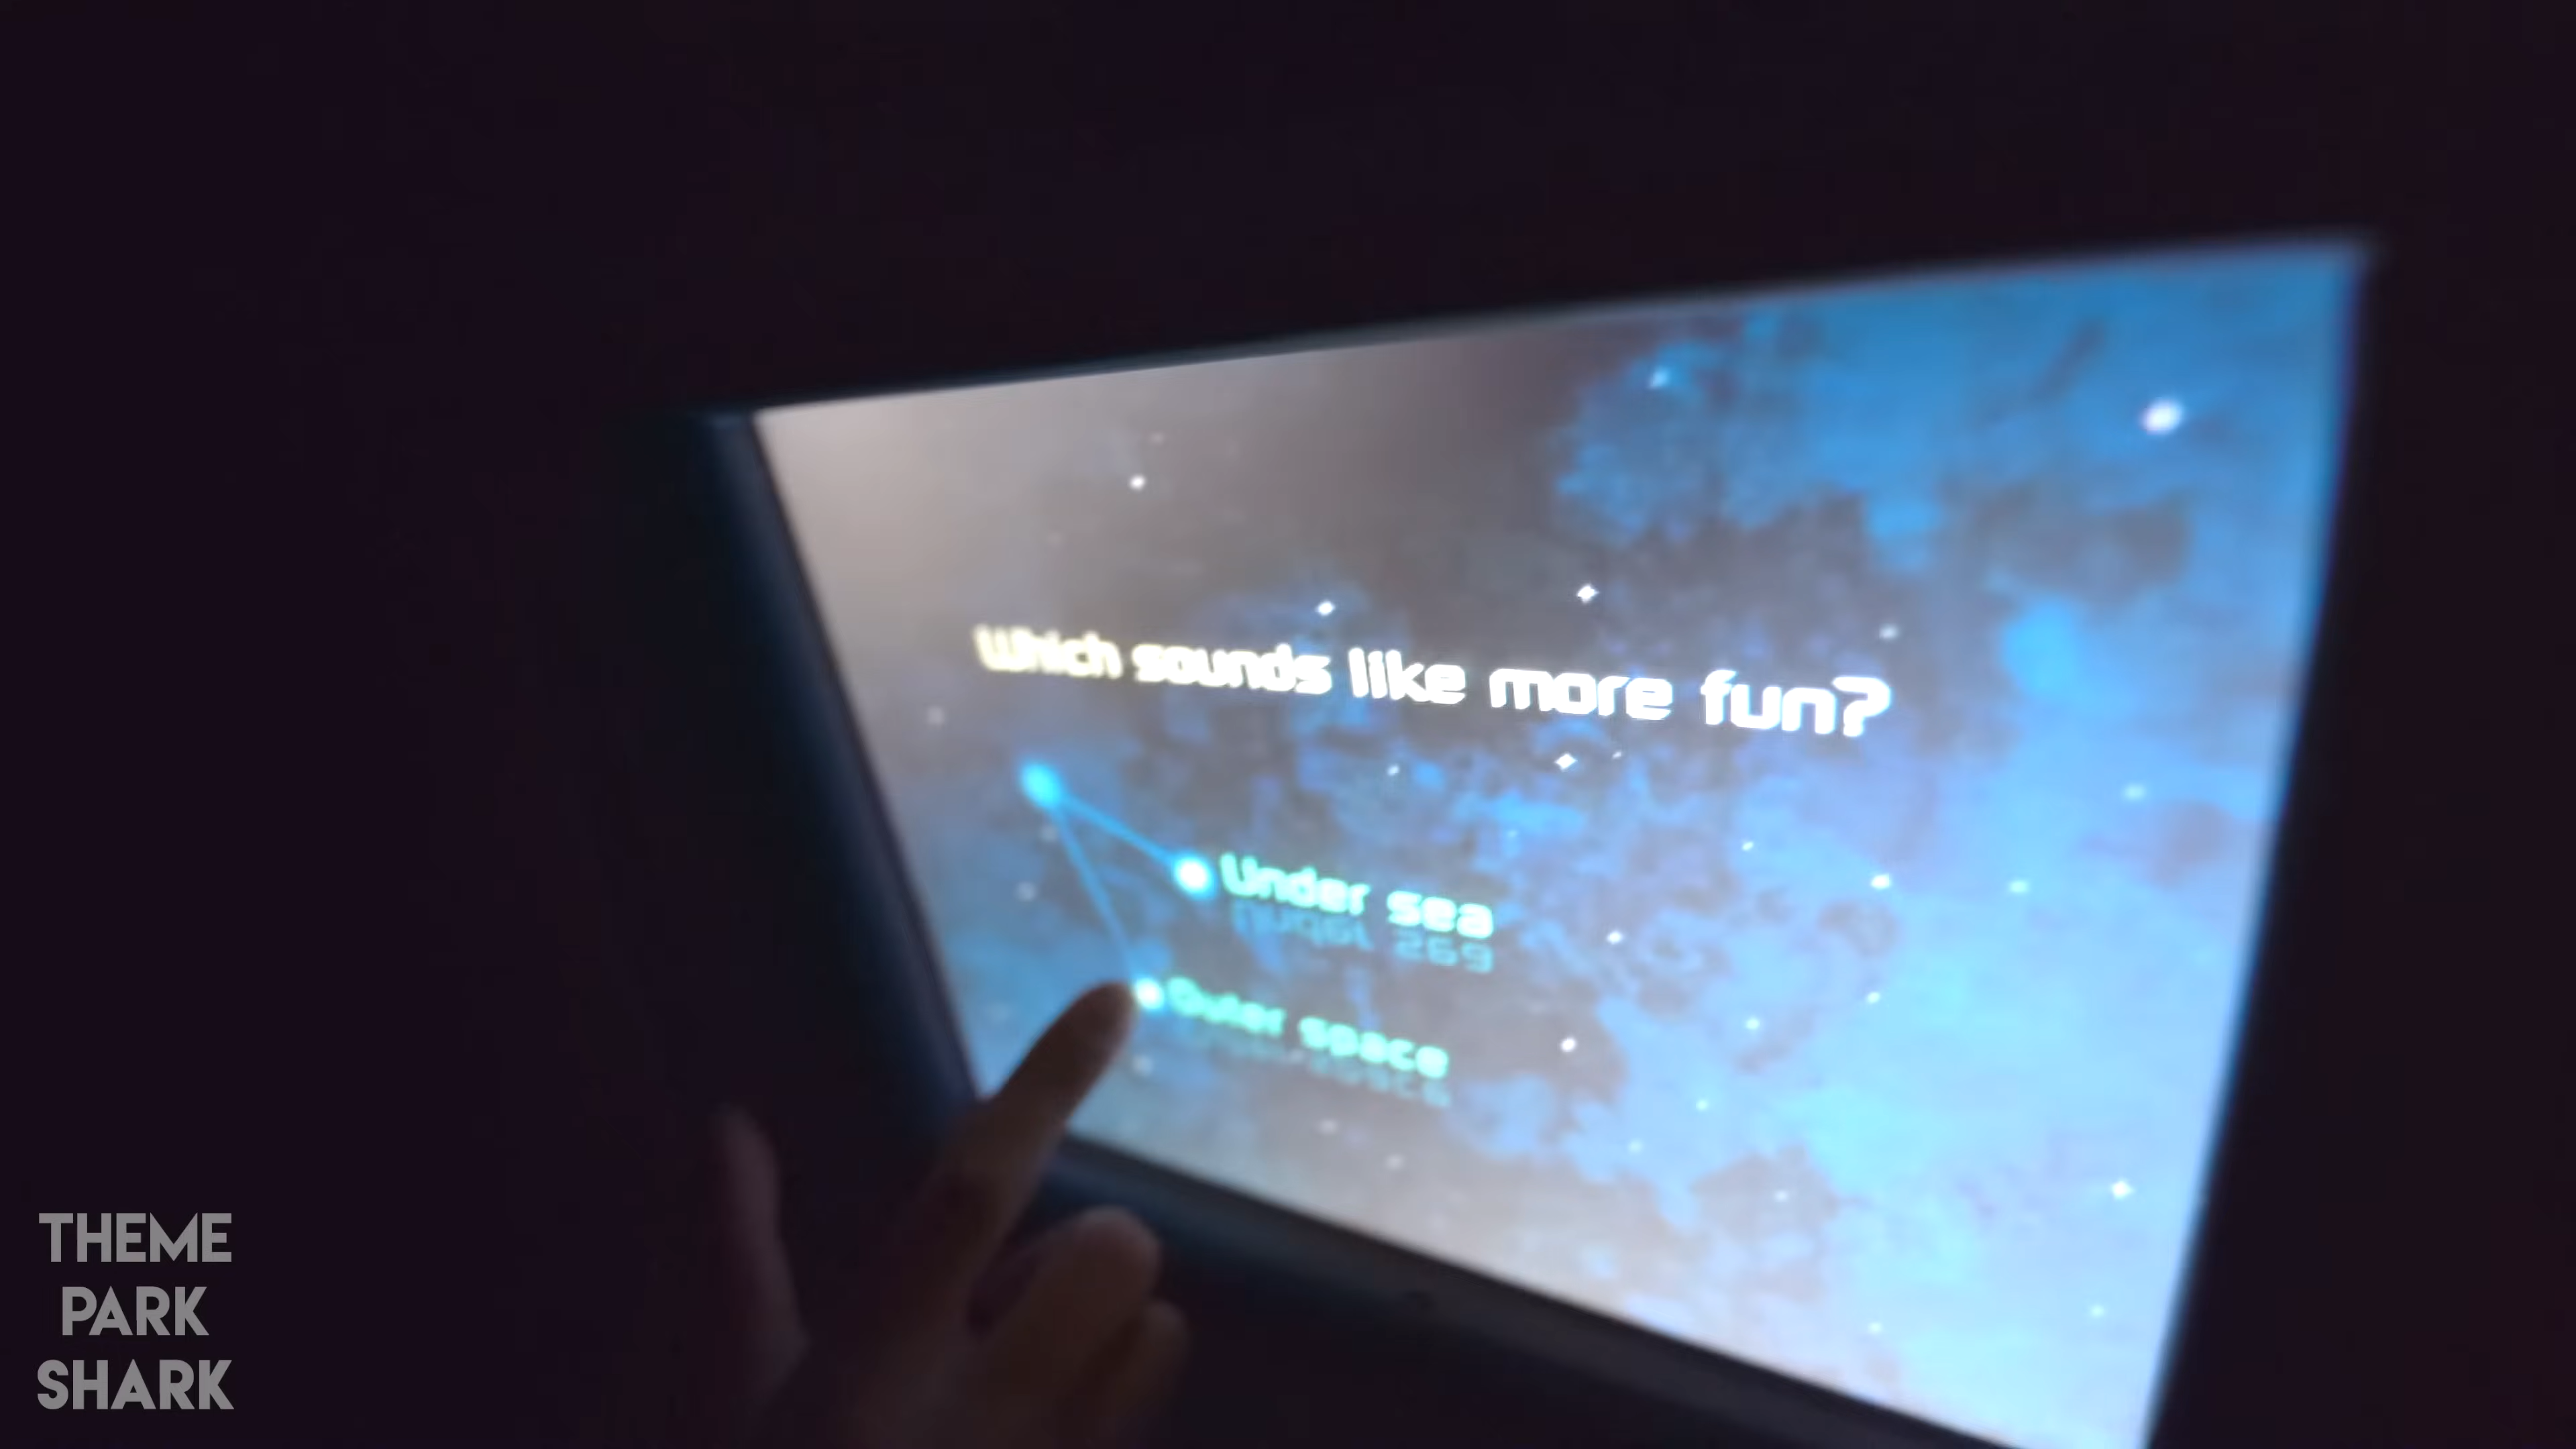 Which sounds like more fun?
Under sea
Outer space
THEME
PARK
SHARK